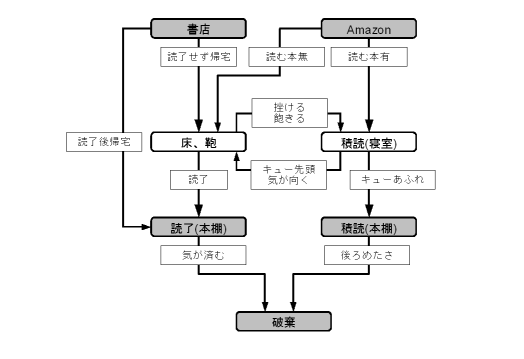 書店
Amazon
読了せず帰宅
読む本無
読む本有
挫ける
飽きる
読了後帰宅
床、鞄
積読(寝室)
キュー先頭
気が向く
読了
キューあふれ
読了(本棚)
積読(本棚)
気が済む
後ろめたさ
破棄